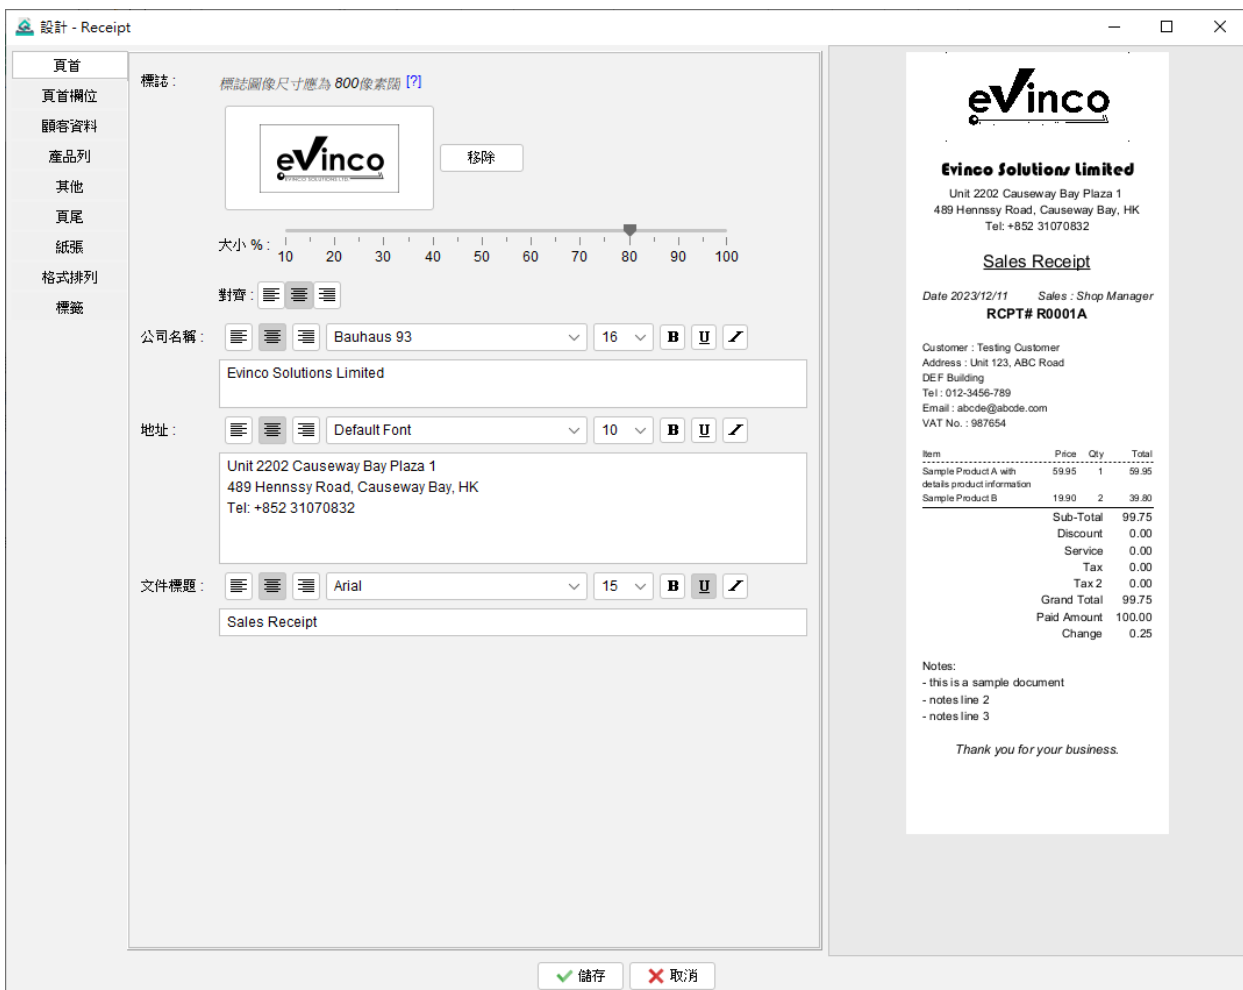 設計 - Receipt
頁首
頁首欄位
顧客資料
產品列
其他
頁尾
紙張
格式排列
標籤
標誌 :
標誌圖像尺寸應為 800像素闊 [?]
eVinco
EVINCO SOLUTIONS LTD.
移除
大小 % :
10 20 30 40 50 60 70 80 90 100
對齊 :
公司名稱 :
Bauhaus 93
16
B U I
Evinco Solutions Limited
地址 :
Default Font
10
B U I
Unit 2202 Causeway Bay Plaza 1
489 Hennssy Road, Causeway Bay, HK
Tel: +852 31070832
文件標題 :
Arial
15
B U I
Sales Receipt
儲存
取消
eVinco
Evinco Solutions Limited
Unit 2202 Causeway Bay Plaza 1
489 Hennssy Road, Causeway Bay, HK
Tel: +852 31070832
Sales Receipt
Date 2023/12/11 Sales : Shop Manager
RCPT# R0001A
Customer : Testing Customer
Address : Unit 123, ABC Road
DEF Building
Tel : 012-3456-789
Email : abcde@abcde.com
VAT No. : 987654
Item Price Qty Total
Sample Product A with 59.95 1 59.95
details product information
Sample Product B 19.90 2 39.80
Sub-Total 99.75
Discount 0.00
Service 0.00
Tax 0.00
Tax 2 0.00
Grand Total 99.75
Paid Amount 100.00
Change 0.25
Notes:
- this is a sample document
- notes line 2
- notes line 3
Thank you for your business.